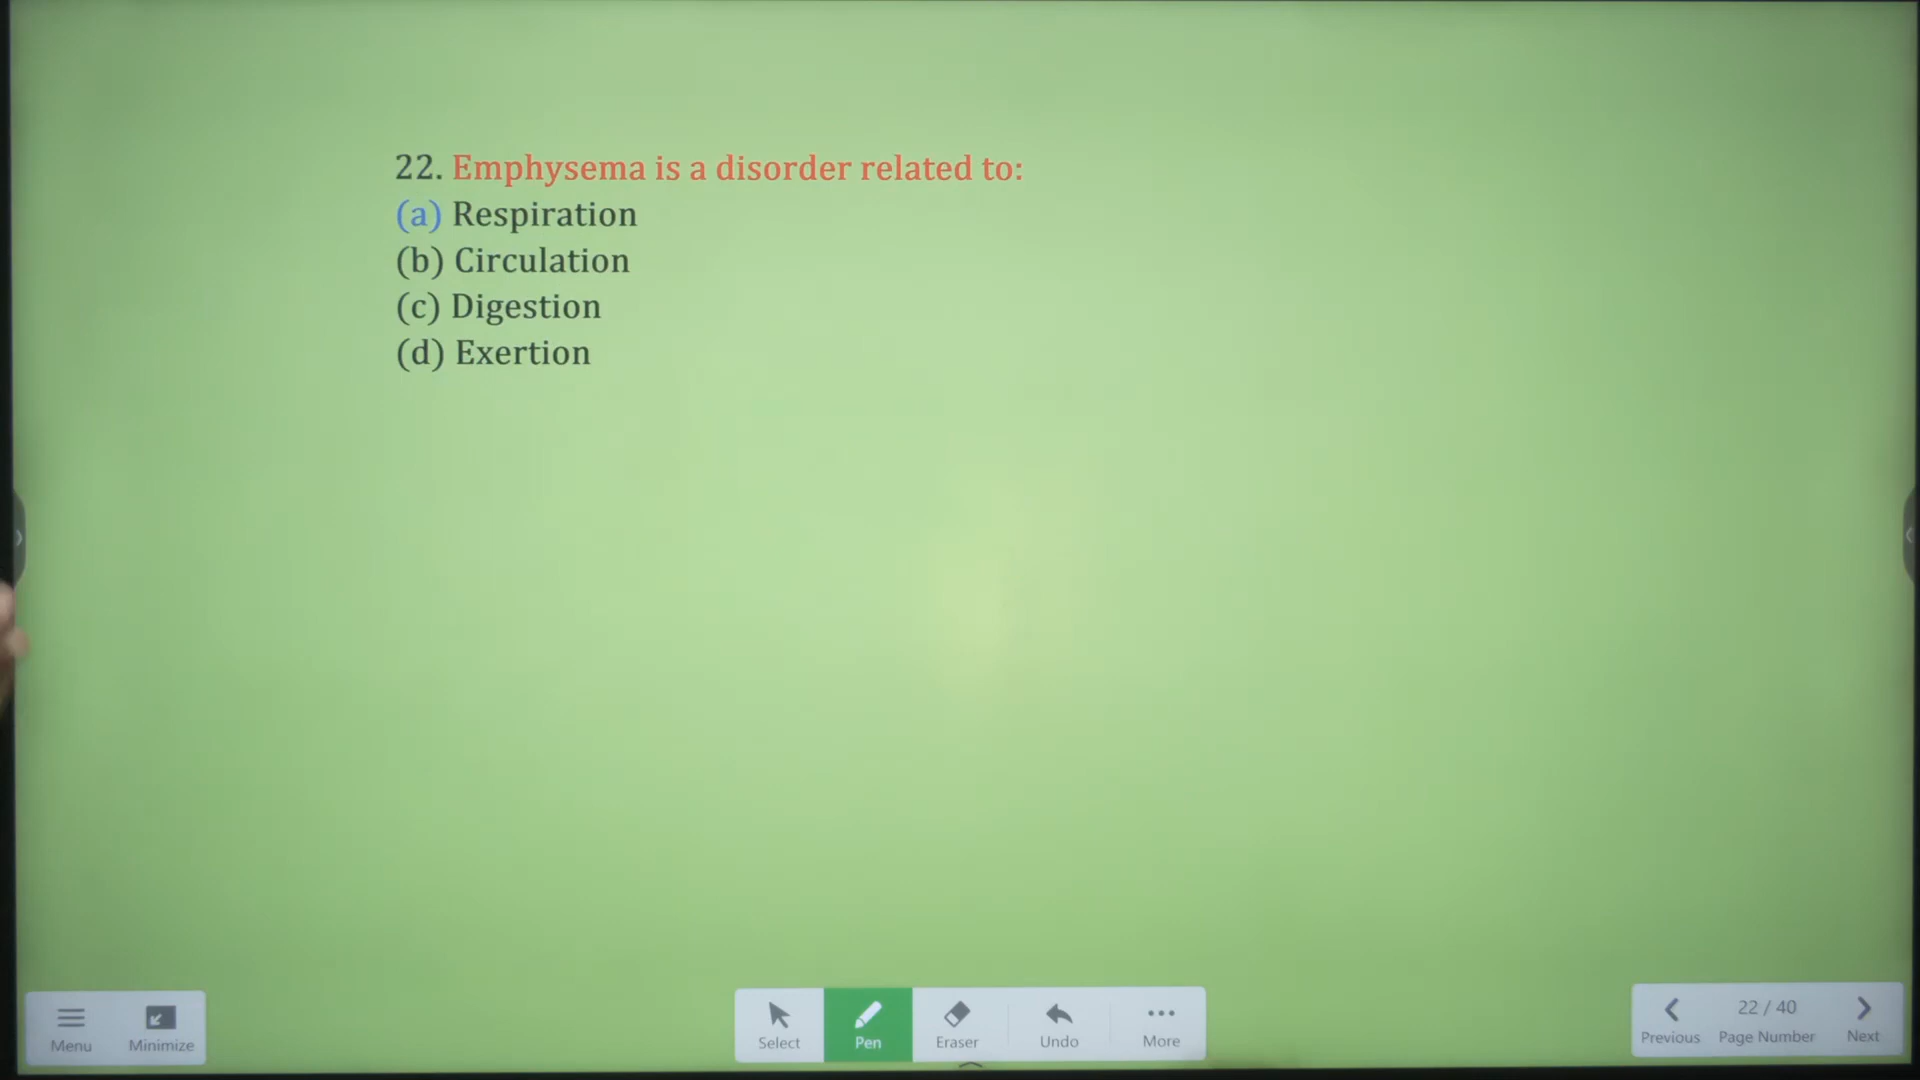 22. Emphysema is a disorder related to:
(a) Respiration
(b) Circulation
(c) Digestion
(d) Exertion
Menu
Minimize
Select
Pen
Eraser
Undo
More
Previous
22 / 40
Page Number
Next